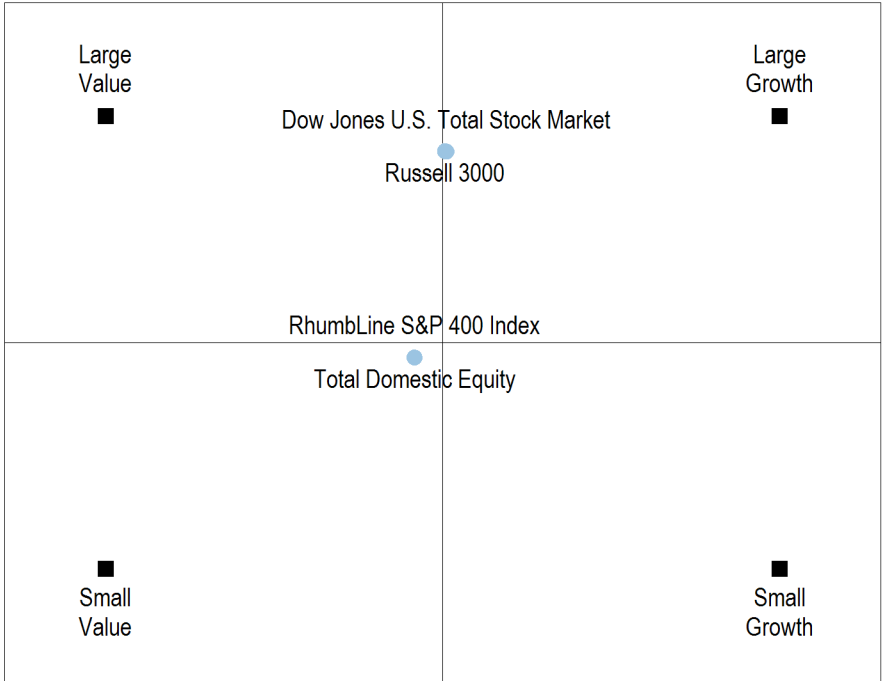 Large
Value
Large
Growth
Dow Jones U.S. Total Stock Market
Russell 3000
RhumbLine S&P 400 Index
Total Domestic Equity
Small
Value
Small
Growth